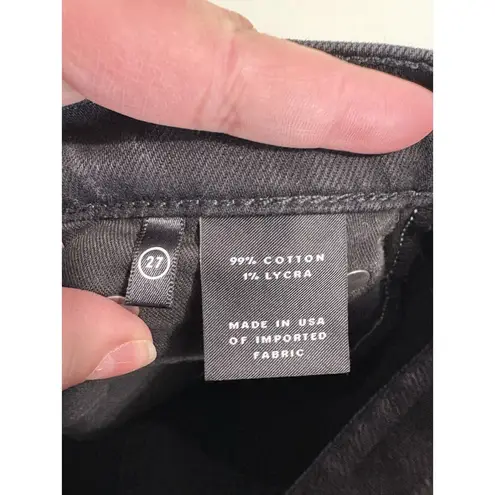 27
99% COTTON
1% LYCRA
MADE IN USA
OF IMPORTED
FABRIC